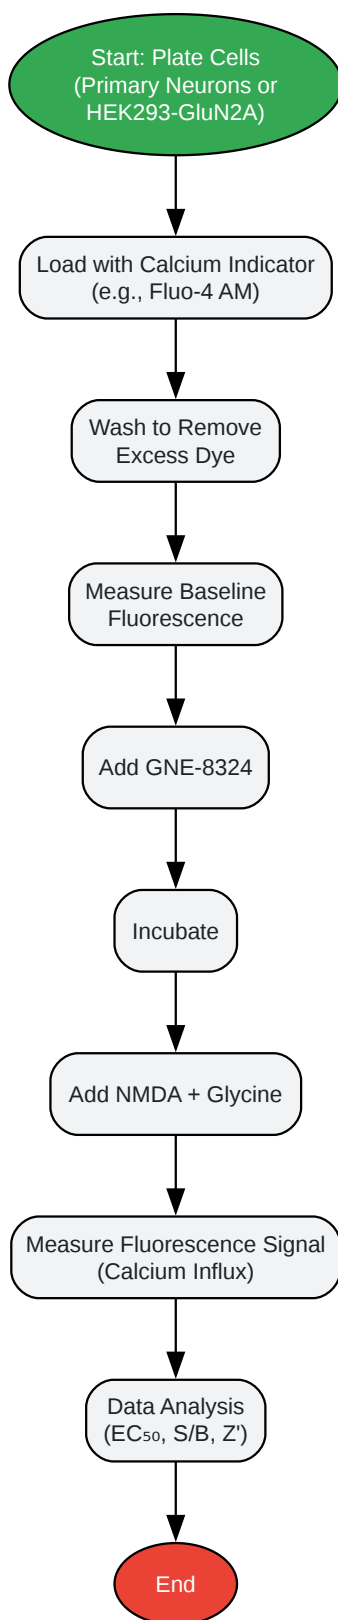 Start: Plate Cells
(Primary Neurons or
HEK293-GluN2A)
Load with Calcium Indicator
(e.g., Fluo-4 AM)
Wash to Remove
Excess Dye
Measure Baseline
Fluorescence
Add GNE-8324
Incubate
Add NMDA + Glycine
Measure Fluorescence Signal
(Calcium Influx)
Data Analysis
(EC₅₀, S/B, Z')
End